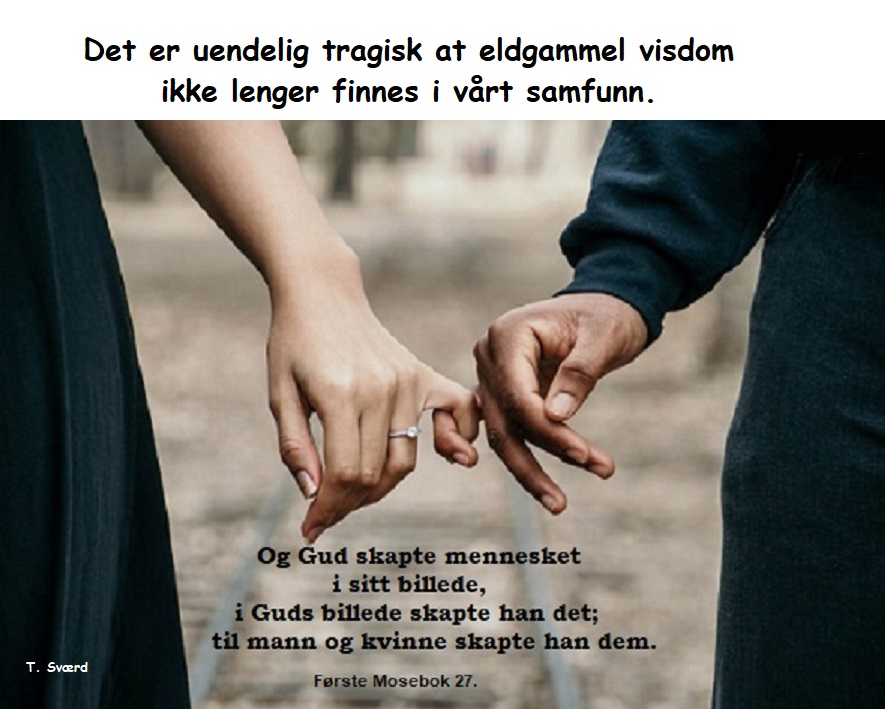 Det er uendelig tragisk at eldgammel visdom
ikke lenger finnes i vårt samfunn.
Og Gud skapte mennesket
i sitt billede,
i Guds billede skapte han det;
til mann og kvinne skapte han dem.
T. Sværd
Første Mosebok 27.